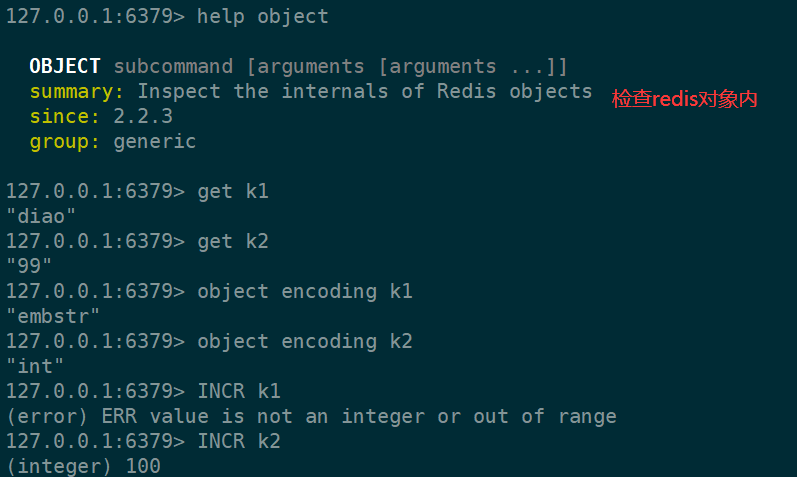 127.0.0.1:6379> help object
OBJECT subcommand [arguments [arguments ...]]
summary: Inspect the internals of Redis objects
检查redis对象内
since: 2.2.3
group: generic
127.0.0.1:6379> get k1
"diao"
127.0.0.1:6379> get k2
"99"
127.0.0.1:6379> object encoding k1
"embstr"
127.0.0.1:6379> object encoding k2
"int"
127.0.0.1:6379> INCR k1
(error) ERR value is not an integer or out of range
127.0.0.1:6379> INCR k2
(integer) 100